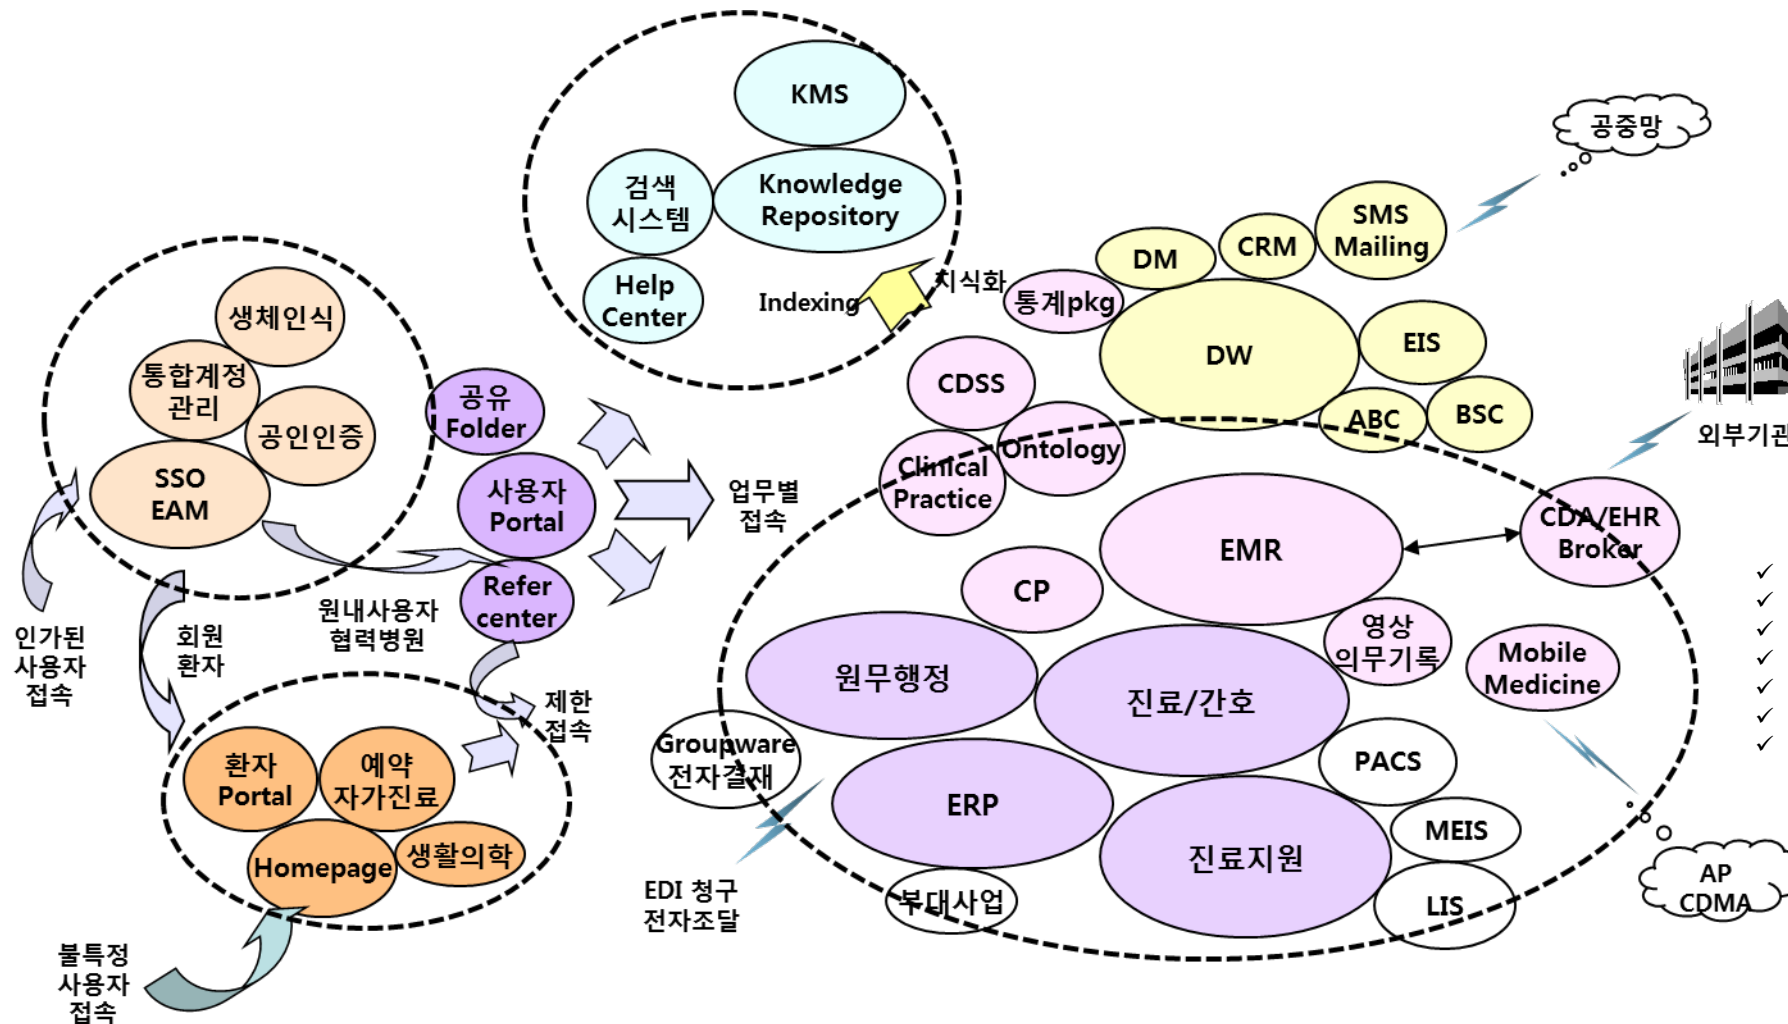 KMS
검색
시스템
Knowledge
Repository
Help
Center
Indexing
지식화
공중망
SMS
Mailing
CRM
DM
통계pkg
DW
EIS
ABC
BSC
외부기관
생체인식
통합계정
관리
공인인증
SSO
EAM
공유
Folder
사용자
Portal
Refer
center
업무별
접속
인가된
사용자
접속
회원
환자
원내사용자
협력병원
제한
접속
환자
Portal
예약
자가진료
Homepage
생활의학
불특정
사용자
접속
CDSS
Ontology
Clinical
Practice
EMR
CDA/EHR
Broker
CP
영상
의무기록
Mobile
Medicine
원무행정
진료/간호
Groupware
전자결재
ERP
PACS
MEIS
진료지원
LIS
부대사업
EDI 청구
전자조달
AP
CDMA